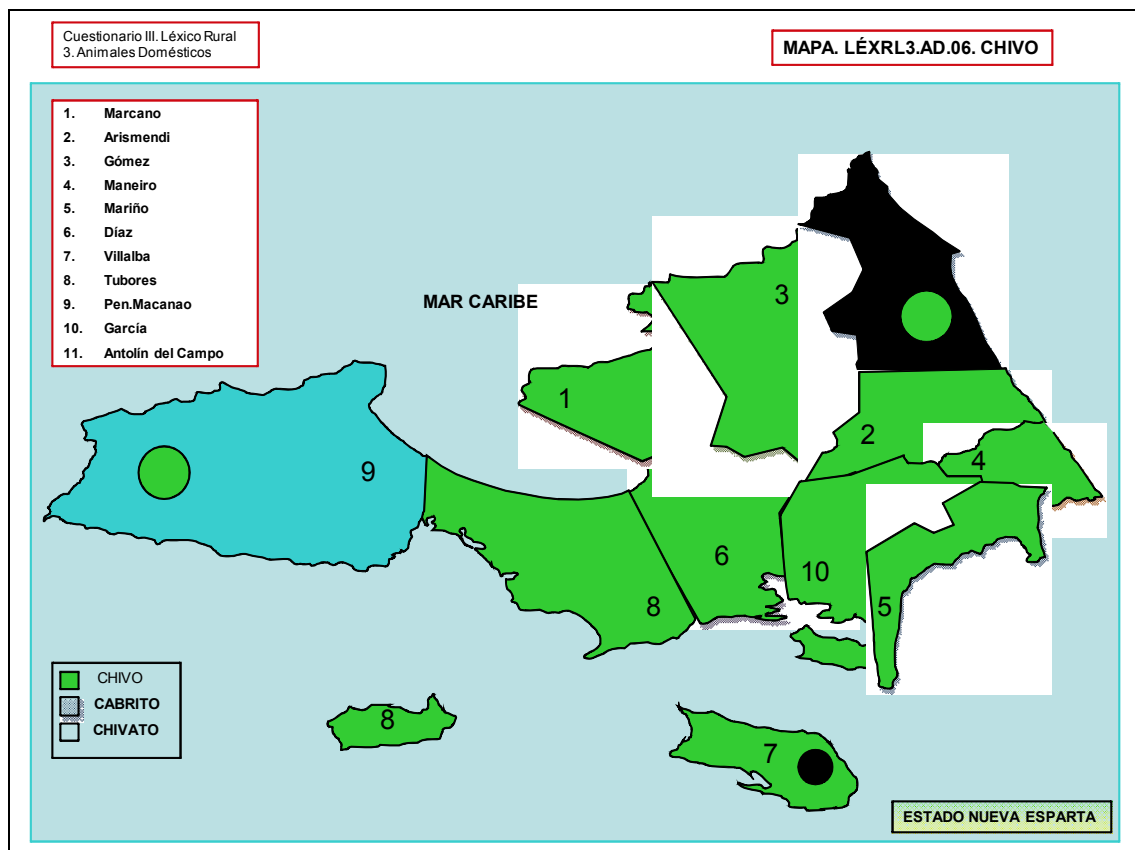 Cuestionario III. Léxico Rural
3. Animales Domésticos
MAPA. LÉXRL3.AD.06. CHIVO
1. Marcano
2. Arismendi
3. Gómez
4. Maneiro
5. Mariño
6. Díaz
7. Villalba
8. Tubores
9. Pen.Macanao
10. García
11. Antolín del Campo
MAR CARIBE
3
1
2
4
9
6
10
8
5
8
7
CHIVO
CABRITO
CHIVATO
ESTADO NUEVA ESPARTA